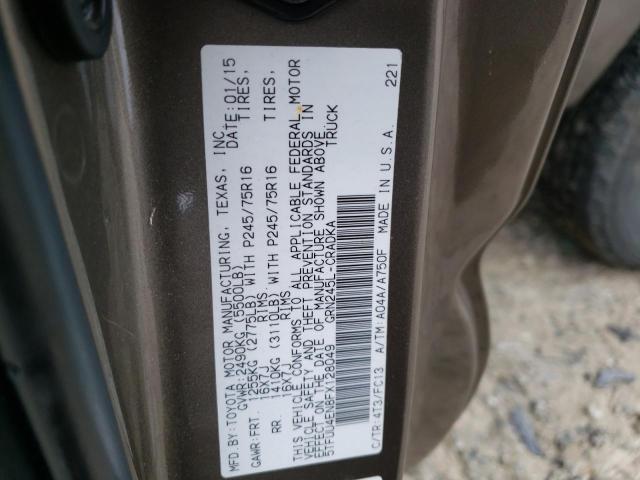 MFD.BY:TOYOTA MOTOR MANUFACTURING, TEXAS, INC.
GVWR:2490KG (5500LB) DATE:01/15
GAWR:FRT. 1255KG (2775LB) WITH P245/75R16 TIRES,
16X7J RIMS
RR. 1410KG (3110LB) WITH P245/75R16 TIRES,
16X7J RIMS
THIS VEHICLE CONFORMS TO ALL APPLICABLE FEDERAL MOTOR
VEHICLE SAFETY AND THEFT PREVENTION STANDARDS IN
EFFECT ON THE DATE OF MANUFACTURE SHOWN ABOVE.
5TFUU4EN8FX128049 TRUCK
GRN245L-CRADKA
C/TR:4T3/FC13 A/TM:A04A/A750F
MADE IN U.S.A. 221